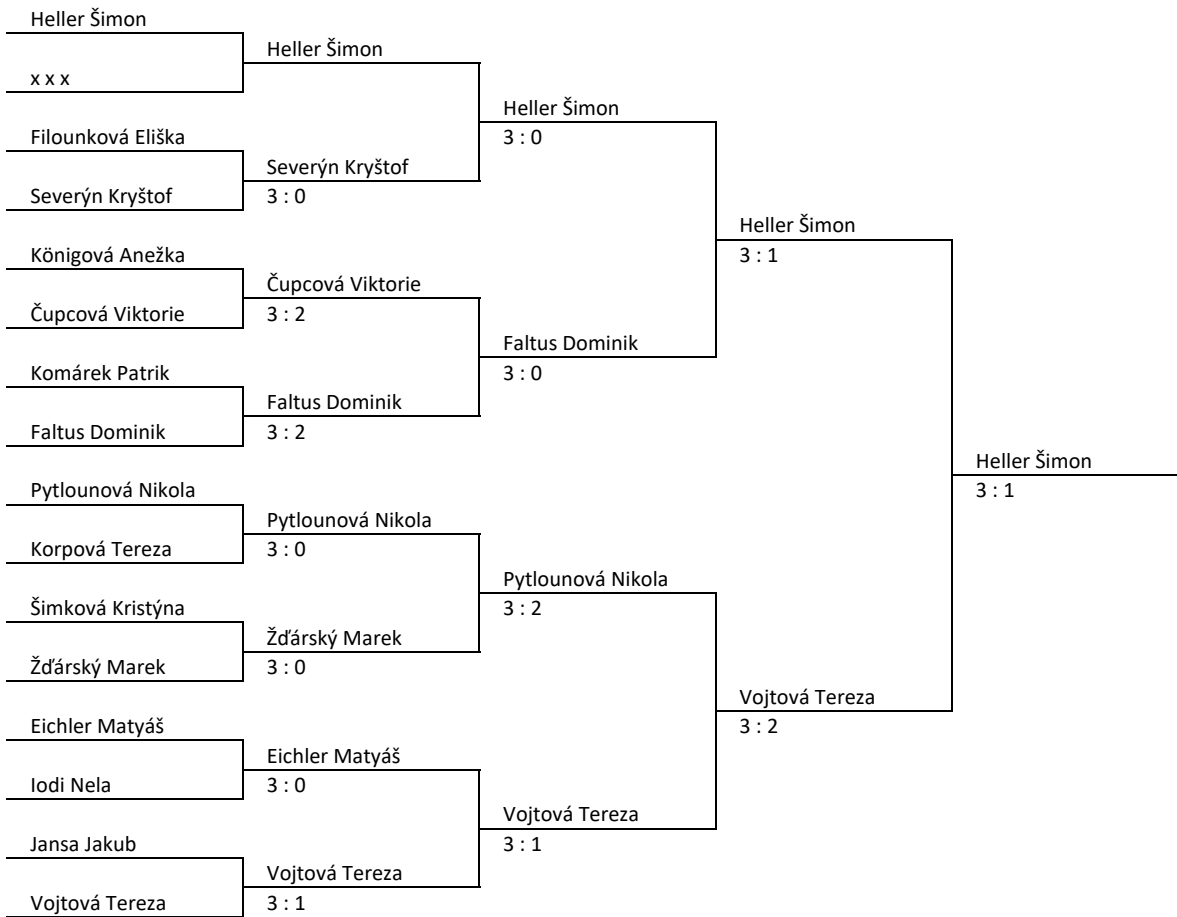 Heller Šimon
Heller Šimon
x x x
Heller Šimon
Filounková Eliška
3 : 0
Severýn Kryštof
Severýn Kryštof
3 : 0
Heller Šimon
Königová Anežka
3 : 1
Čupcová Viktorie
Čupcová Viktorie
3 : 2
Faltus Dominik
Komárek Patrik
3 : 0
Faltus Dominik
Faltus Dominik
3 : 2
Heller Šimon
Pytlounová Nikola
3 : 1
Pytlounová Nikola
Korpová Tereza
3 : 0
Pytlounová Nikola
Šimková Kristýna
3 : 2
Žďárský Marek
Žďárský Marek
3 : 0
Vojtová Tereza
Eichler Matyáš
3 : 2
Eichler Matyáš
Iodi Nela
3 : 0
Vojtová Tereza
Jansa Jakub
3 : 1
Vojtová Tereza
Vojtová Tereza
3 : 1